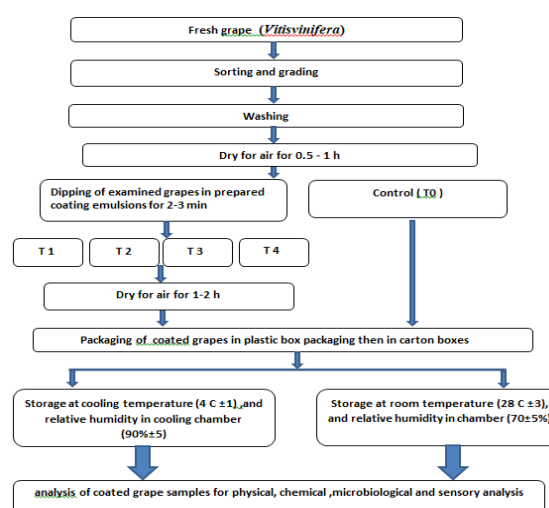 Fresh grape (Vitisvinifera)
Sorting and grading
Washing
Dry for air for 0.5 - 1 h
Dipping of examined grapes in prepared
coating emulsions for 2-3 min
Control ( T0 )
T 1
T 2
T 3
T 4
Dry for air for 1-2 h
Packaging of coated grapes in plastic box packaging then in carton boxes
Storage at cooling temperature (4 C ±1) ,and
relative humidity in cooling chamber
(90%±5)
Storage at room temperature (28 C ±3),
and relative humidity in chamber (70±5%)
analysis of coated grape samples for physical, chemical ,microbiological and sensory analysis